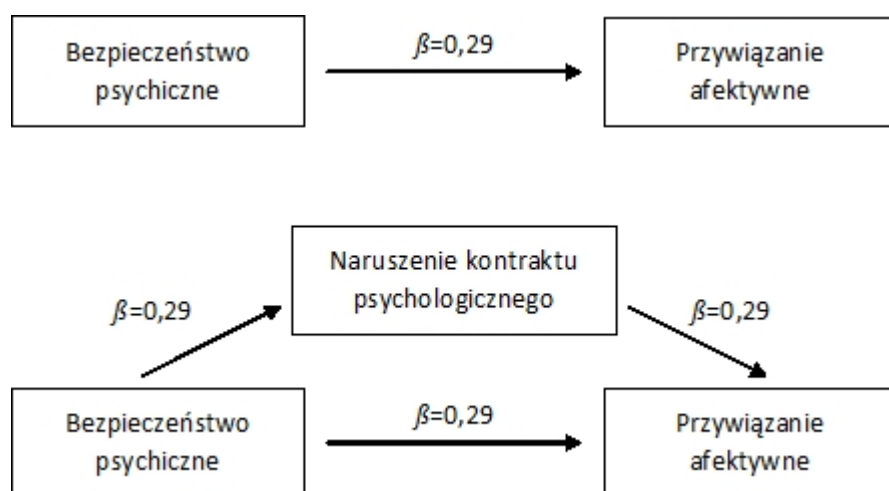 Bezpieczeństwo
psychiczne
ß=0,29
Przywiązanie
afektywne
Naruszenie kontraktu
psychologicznego
ß=0,29
ß=0,29
Bezpieczeństwo
psychiczne
ß=0,29
Przywiązanie
afektywne